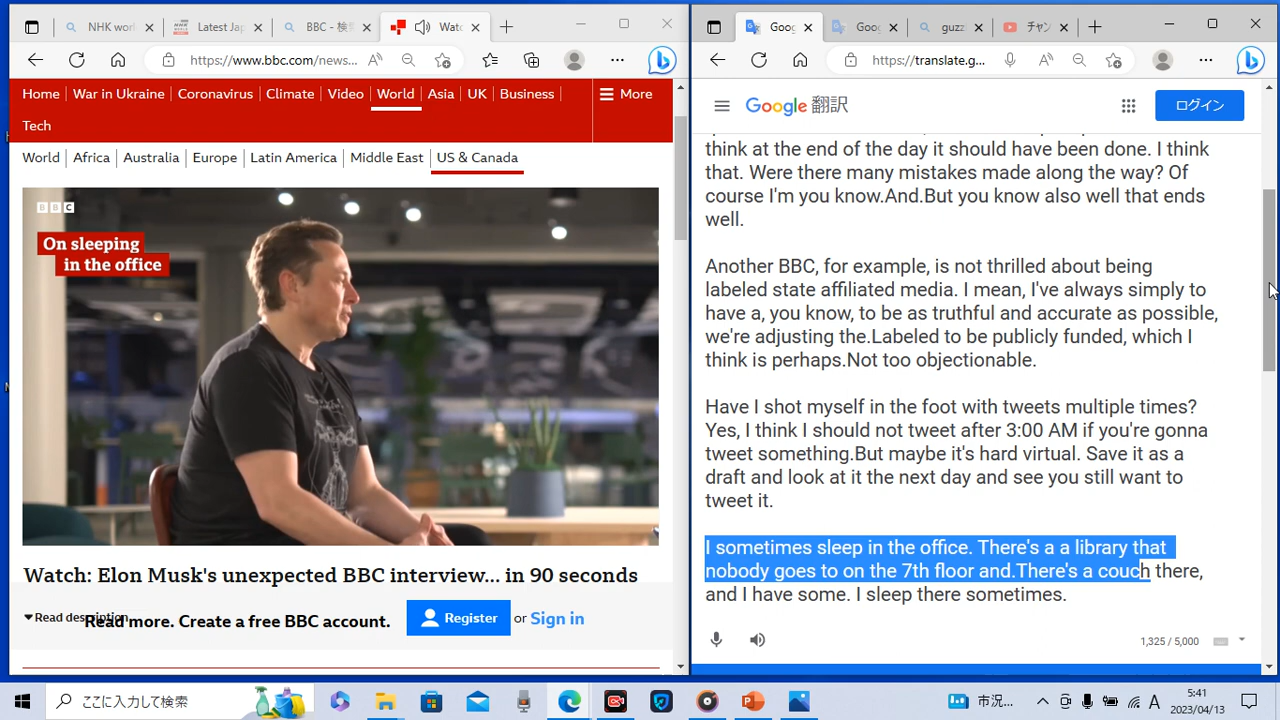 NHK worl
Latest Jap
BBC - 検索
Watc
https://www.bbc.com/news...
Home
War in Ukraine
Coronavirus
Climate
Video
World
Asia
UK
Business
More
Tech
World
Africa
Australia
Europe
Latin America
Middle East
US & Canada
BBC
On sleeping
in the office
Watch: Elon Musk's unexpected BBC interview... in 90 seconds
Read description
Read more. Create a free BBC account.
Register
or Sign in
Goog
Goog
guzz
チャン
https://translate.g...
Google 翻訳
ログイン
think at the end of the day it should have been done. I think
that. Were there many mistakes made along the way? Of
course I'm you know.And.But you know also well that ends
well.
Another BBC, for example, is not thrilled about being
labeled state affiliated media. I mean, I've always simply to
have a, you know, to be as truthful and accurate as possible,
we're adjusting the.Labeled to be publicly funded, which I
think is perhaps.Not too objectionable.
Have I shot myself in the foot with tweets multiple times?
Yes, I think I should not tweet after 3:00 AM if you're gonna
tweet something.But maybe it's hard virtual. Save it as a
draft and look at it the next day and see you still want to
tweet it.
I sometimes sleep in the office. There's a a library that
nobody goes to on the 7th floor and.There's a couch there,
and I have some. I sleep there sometimes.
1,325 / 5,000
ここに入力して検索
市況...
A
5:41
2023/04/13